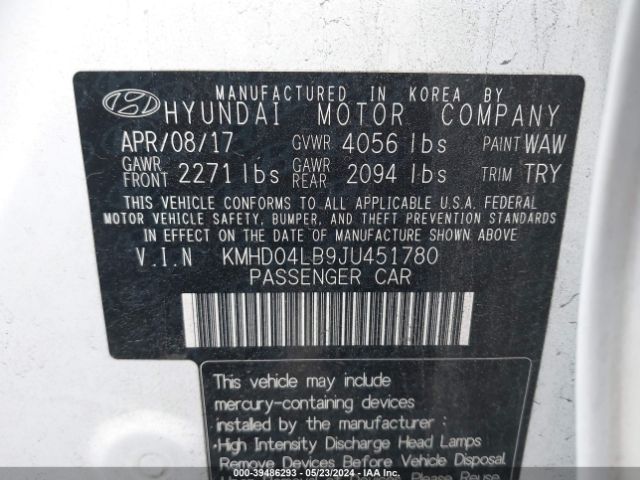 MANUFACTURED IN KOREA BY
HYUNDAI MOTOR COMPANY
APR/08/17 GVWR 4056 lbs PAINT WAW
GAWR FRONT 2271 lbs GAWR REAR 2094 lbs TRIM TRY
THIS VEHICLE CONFORMS TO ALL APPLICABLE U.S.A. FEDERAL
MOTOR VEHICLE SAFETY, BUMPER, AND THEFT PREVENTION STANDARDS
IN EFFECT ON THE DATE OF MANUFACTURE SHOWN ABOVE.
V.I.N KMHD04LB9JU451780
PASSENGER CAR
This vehicle may include
mercury-containing devices
installed by the manufacturer :
·High Intensity Discharge Head Lamps
Remove Devices Before Vehicle Disposal
000-39486293 - 05/23/2024 - IAAI.com